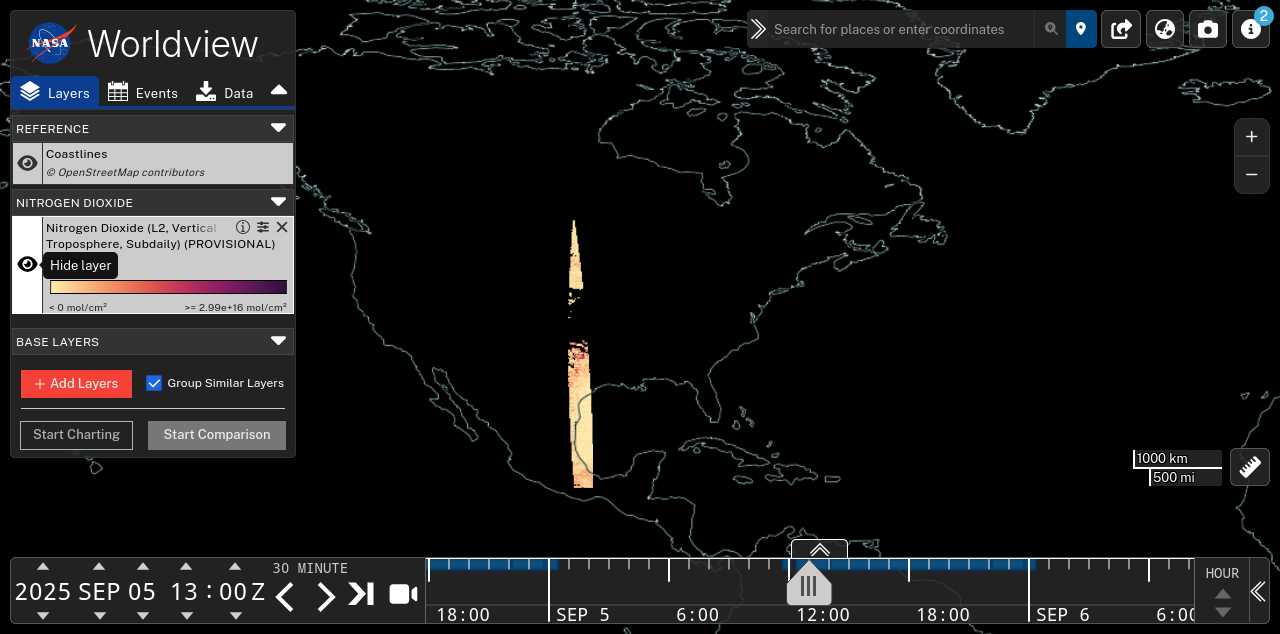 NASA
Worldview
Layers
Events
Data
REFERENCE
Coastlines
© OpenStreetMap contributors
NITROGEN DIOXIDE
Nitrogen Dioxide (L2, Vertical
Troposphere, Subdaily) (PROVISIONAL)
Hide layer
< 0 mol/cm²
>= 2.99e+16 mol/cm²
BASE LAYERS
+ Add Layers
Group Similar Layers
Start Charting
Start Comparison
Search for places or enter coordinates
2
+
−
1000 km
500 mi
2025 SEP 05 13:00 Z
30 MINUTE
18:00
SEP 5
6:00
12:00
18:00
SEP 6
6:00
HOUR